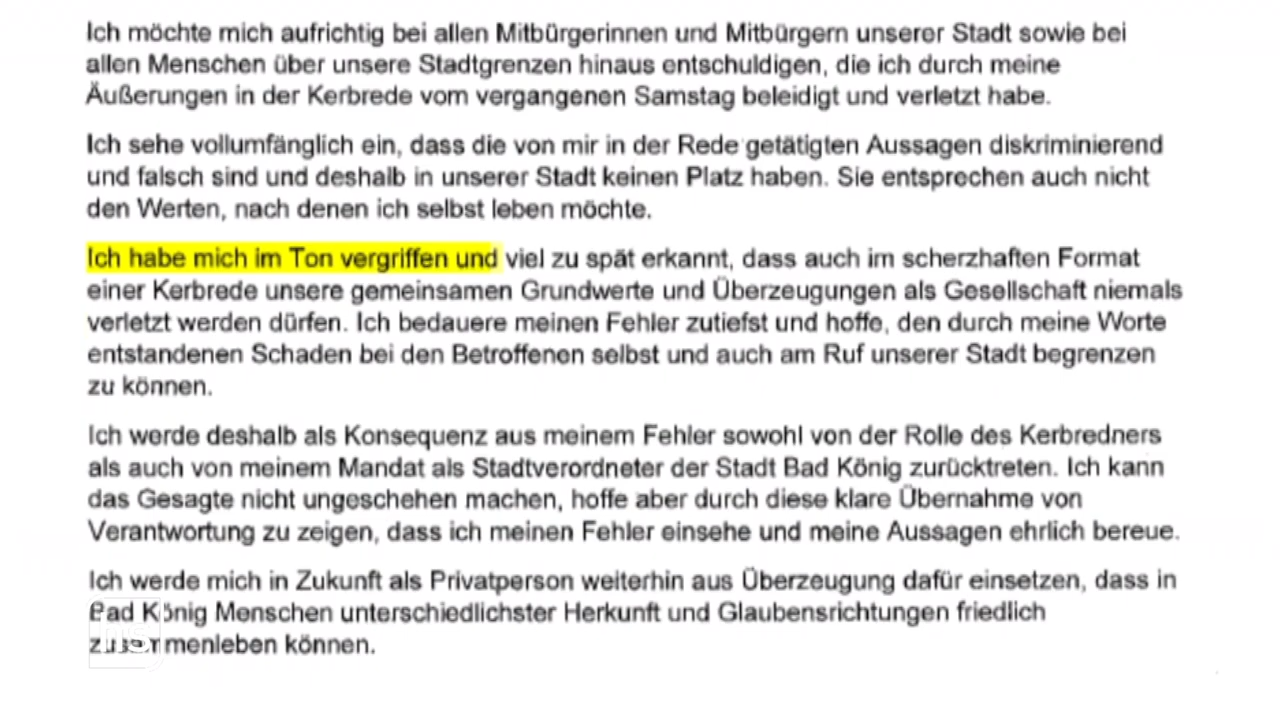 Ich möchte mich aufrichtig bei allen Mitbürgerinnen und Mitbürgern unserer Stadt sowie bei
allen Menschen über unsere Stadtgrenzen hinaus entschuldigen, die ich durch meine
Äußerungen in der Kerbrede vom vergangenen Samstag beleidigt und verletzt habe.
Ich sehe vollumfänglich ein, dass die von mir in der Rede getätigten Aussagen diskriminierend
und falsch sind und deshalb in unserer Stadt keinen Platz haben. Sie entsprechen auch nicht
den Werten, nach denen ich selbst leben möchte.
Ich habe mich im Ton vergriffen und viel zu spät erkannt, dass auch im scherzhaften Format
einer Kerbrede unsere gemeinsamen Grundwerte und Überzeugungen als Gesellschaft niemals
verletzt werden dürfen. Ich bedauere meinen Fehler zutiefst und hoffe, den durch meine Worte
entstandenen Schaden bei den Betroffenen selbst und auch am Ruf unserer Stadt begrenzen
zu können.
Ich werde deshalb als Konsequenz aus meinem Fehler sowohl von der Rolle des Kerbredners
als auch von meinem Mandat als Stadtverordneter der Stadt Bad König zurücktreten. Ich kann
das Gesagte nicht ungeschehen machen, hoffe aber durch diese klare Übernahme von
Verantwortung zu zeigen, dass ich meinen Fehler einsehe und meine Aussagen ehrlich bereue.
Ich werde mich in Zukunft als Privatperson weiterhin aus Überzeugung dafür einsetzen, dass in
Bad König Menschen unterschiedlichster Herkunft und Glaubensrichtungen friedlich
zusammenleben können.